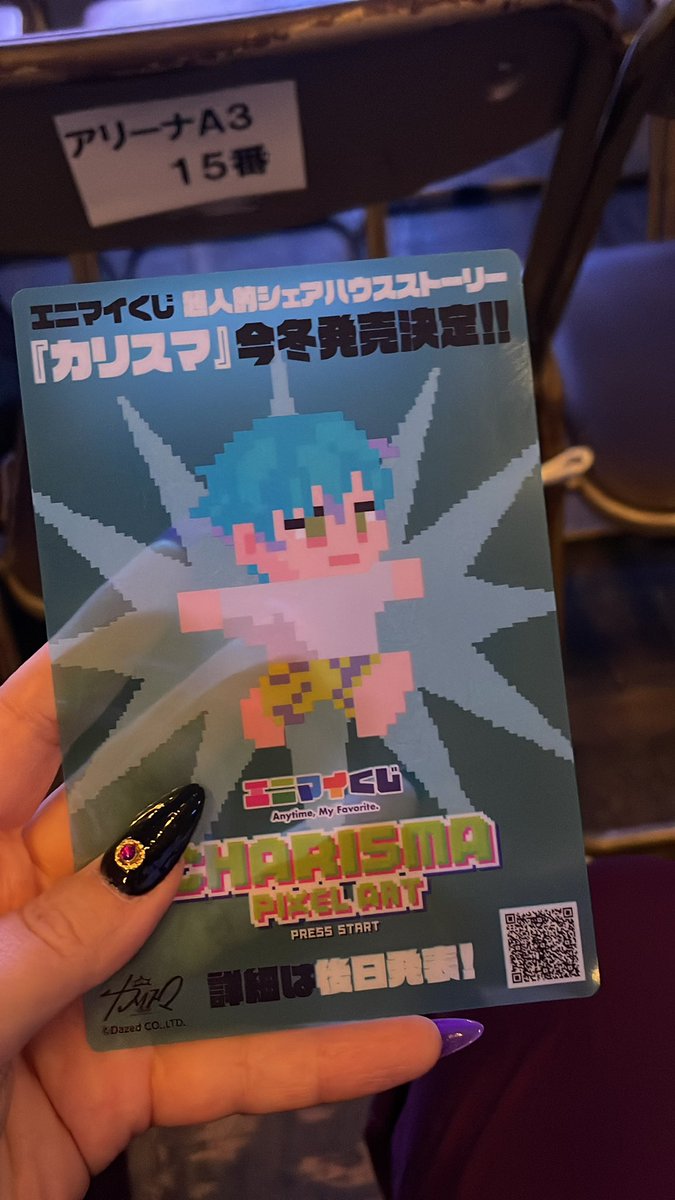 アリーナA3
15番
エニマイくじ 超人的シェアハウスストーリー
『カリスマ』今冬発売決定!!
エニマイくじ
Anytime, My Favorite.
CHARISMA
PIXEL ART
PRESS START
詳細は後日発表!
©Dazed CO.,LTD.